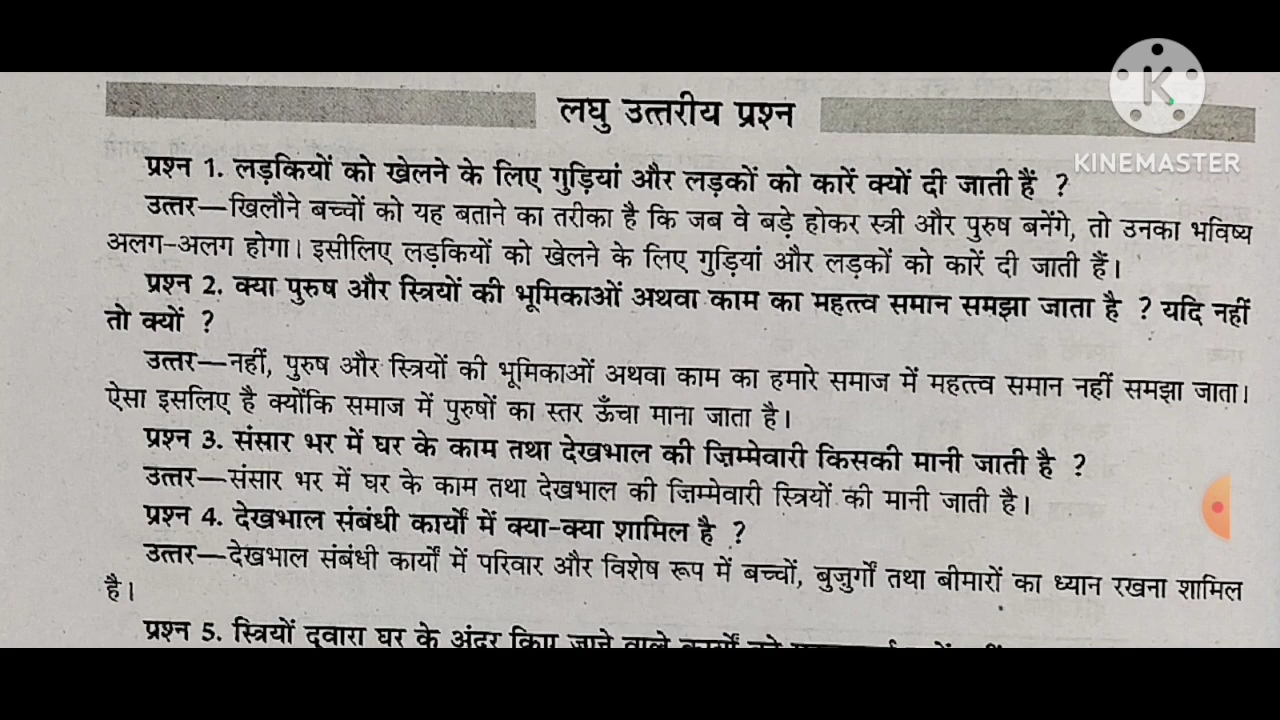 लघु उत्तरीय प्रश्न
KINEMASTER
प्रश्न 1. लड़कियों को खेलने के लिए गुड़ियां और लड़कों को कारें क्यों दी जाती हैं ?
उत्तर—खिलौने बच्चों को यह बताने का तरीका है कि जब वे बड़े होकर स्त्री और पुरुष बनेंगे, तो उनका भविष्य
अलग-अलग होगा। इसीलिए लड़कियों को खेलने के लिए गुड़ियां और लड़कों को कारें दी जाती हैं।
प्रश्न 2. क्या पुरुष और स्त्रियों की भूमिकाओं अथवा काम का महत्त्व समान समझा जाता है ? यदि नहीं
तो क्यों ?
उत्तर—नहीं, पुरुष और स्त्रियों की भूमिकाओं अथवा काम का हमारे समाज में महत्त्व समान नहीं समझा जाता।
ऐसा इसलिए है क्योंकि समाज में पुरुषों का स्तर ऊँचा माना जाता है।
प्रश्न 3. संसार भर में घर के काम तथा देखभाल की ज़िम्मेवारी किसकी मानी जाती है ?
उत्तर—संसार भर में घर के काम तथा देखभाल की ज़िम्मेवारी स्त्रियों की मानी जाती है।
प्रश्न 4. देखभाल संबंधी कार्यों में क्या-क्या शामिल है ?
उत्तर—देखभाल संबंधी कार्यों में परिवार और विशेष रूप में बच्चों, बुज़ुर्गों तथा बीमारों का ध्यान रखना शामिल
है।
प्रश्न 5. स्त्रियों द्वारा घर के अंदर किए जाने वाले कार्यों को